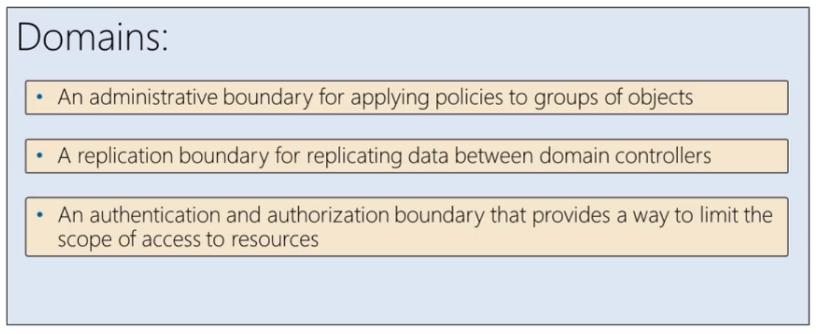 Domains:
• An administrative boundary for applying policies to groups of objects
• A replication boundary for replicating data between domain controllers
• An authentication and authorization boundary that provides a way to limit the
scope of access to resources